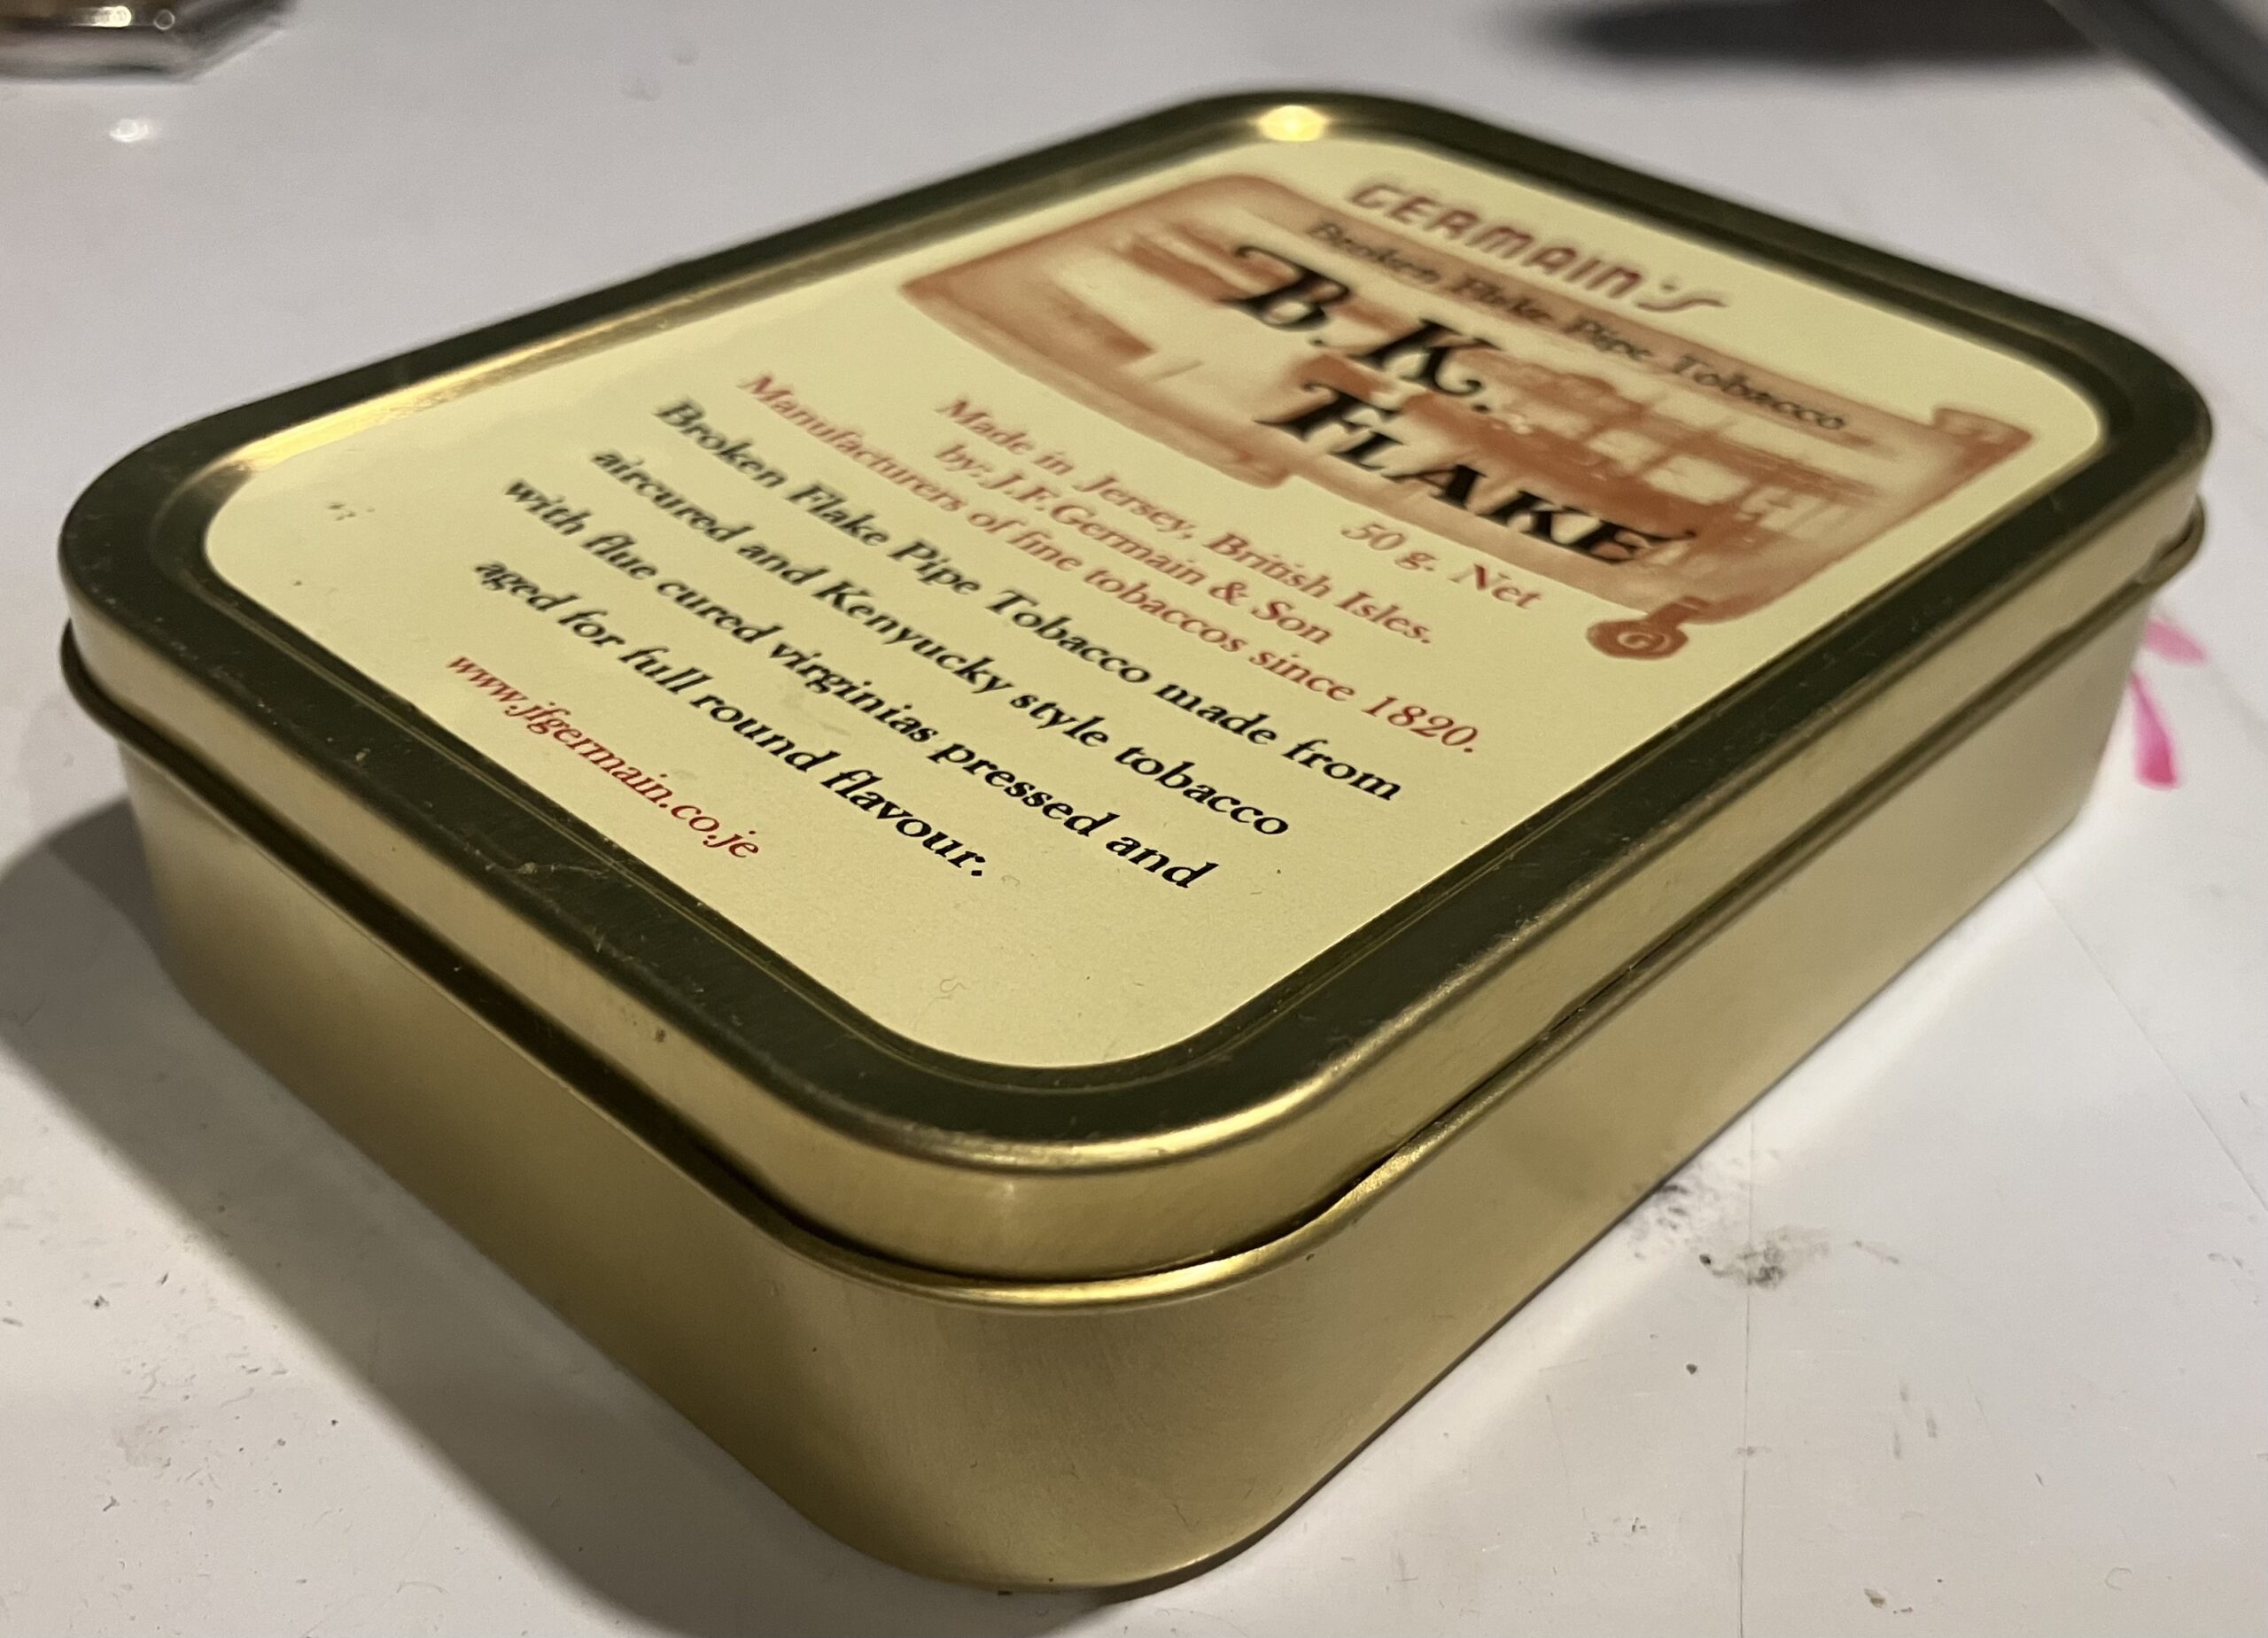 GERMAIN'S
Broken Flake Pipe Tobacco
B.K.
FLAKE
50 g. Net
Made in Jersey, British Isles.
by: J.F.Germain & Son
Manufacturers of fine tobaccos since 1820.
Broken Flake Pipe Tobacco made from
aircured and Kenyucky style tobacco
with flue cured virginias pressed and
aged for full round flavour.
www.jfgermain.co.je